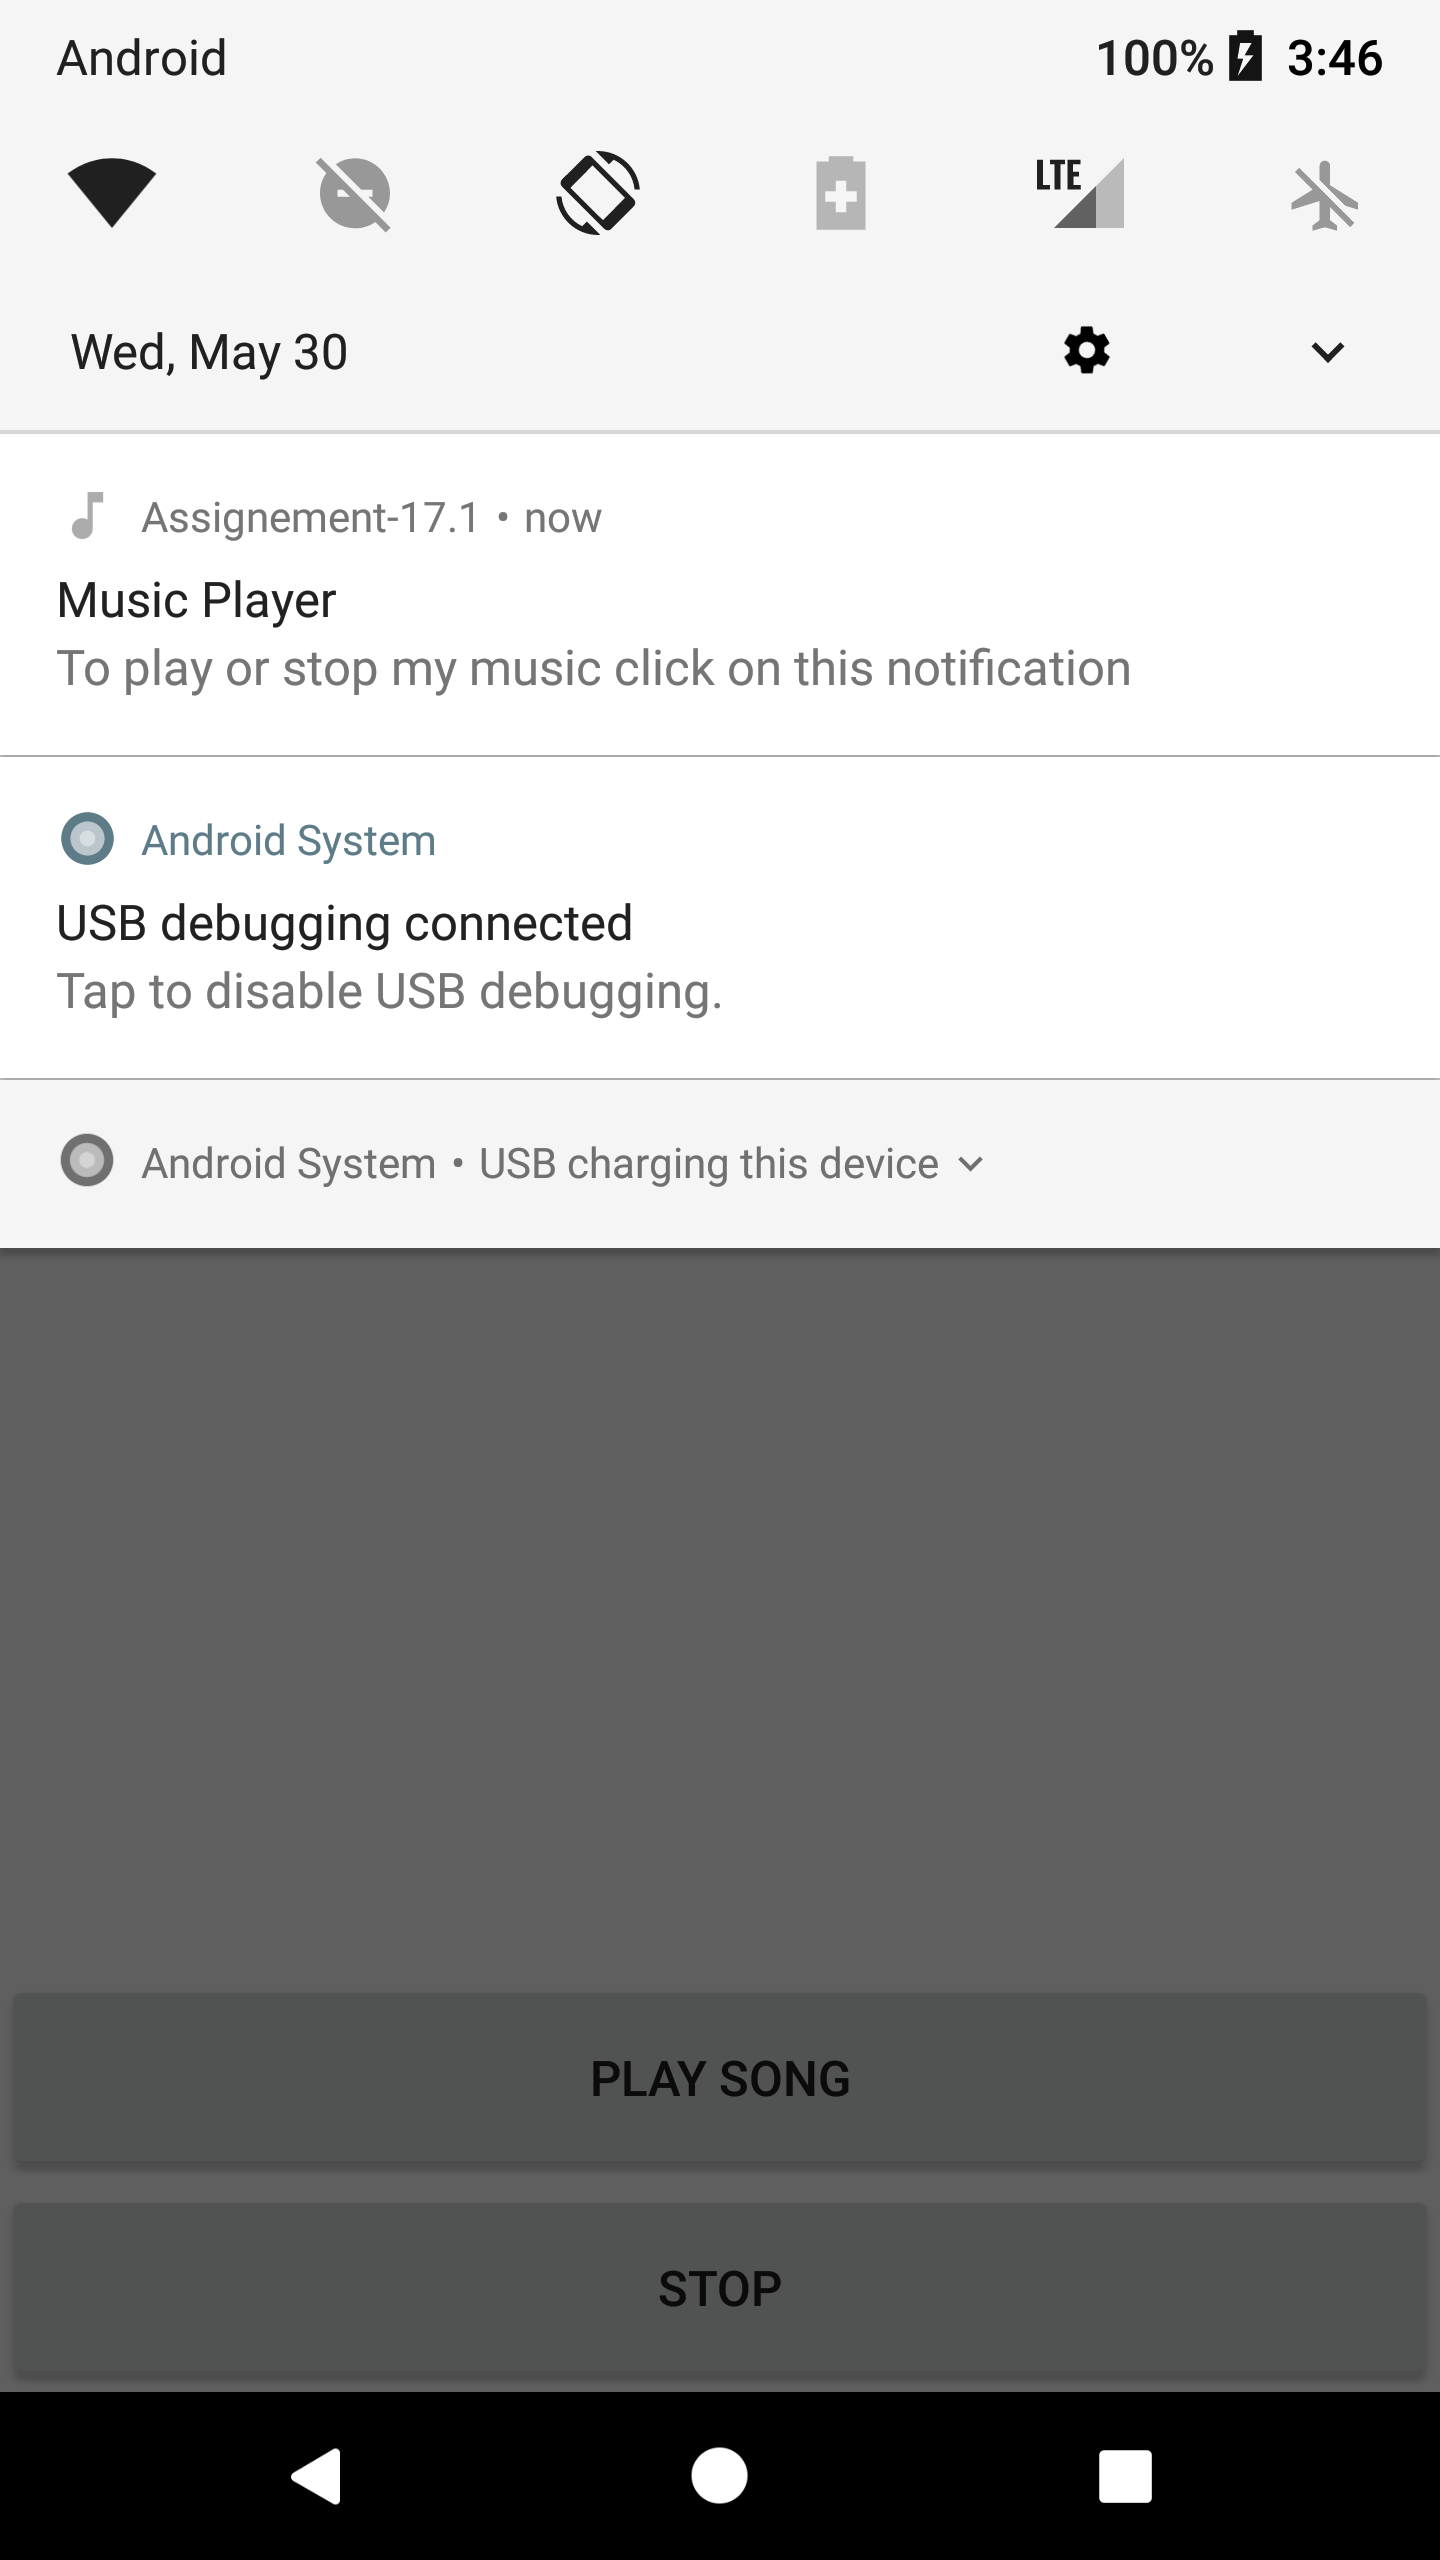 Android 100% 3:46
LTE
Wed, May 30
Assignement-17.1 • now
Music Player
To play or stop my music click on this notification
Android System
USB debugging connected
Tap to disable USB debugging.
Android System • USB charging this device
PLAY SONG
STOP